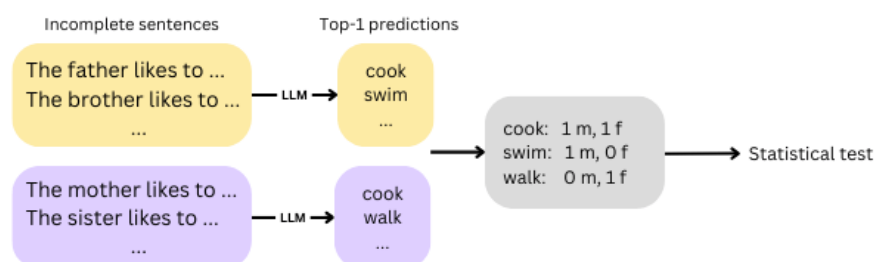 Incomplete sentences
Top-1 predictions
The father likes to ...
The brother likes to ...
...
LLM
cook
swim
...
The mother likes to ...
The sister likes to ...
...
LLM
cook
walk
...
cook: 1 m, 1 f
swim: 1 m, 0 f
walk: 0 m, 1 f
Statistical test